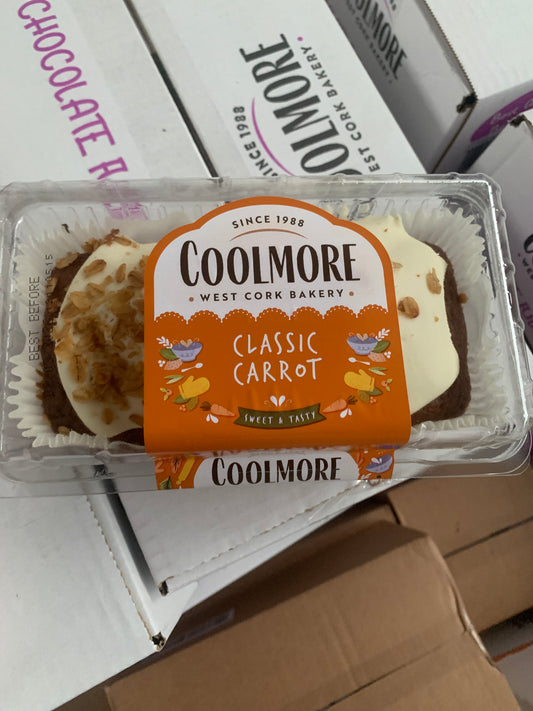 CHOCOLATE
COOLMORE
WEST CORK BAKERY.
SINCE 1988
COOLMORE
SINCE 1988
COOLMORE
• WEST CORK BAKERY •
CLASSIC
CARROT
SWEET & TASTY
BEST BEFORE
COOLMORE